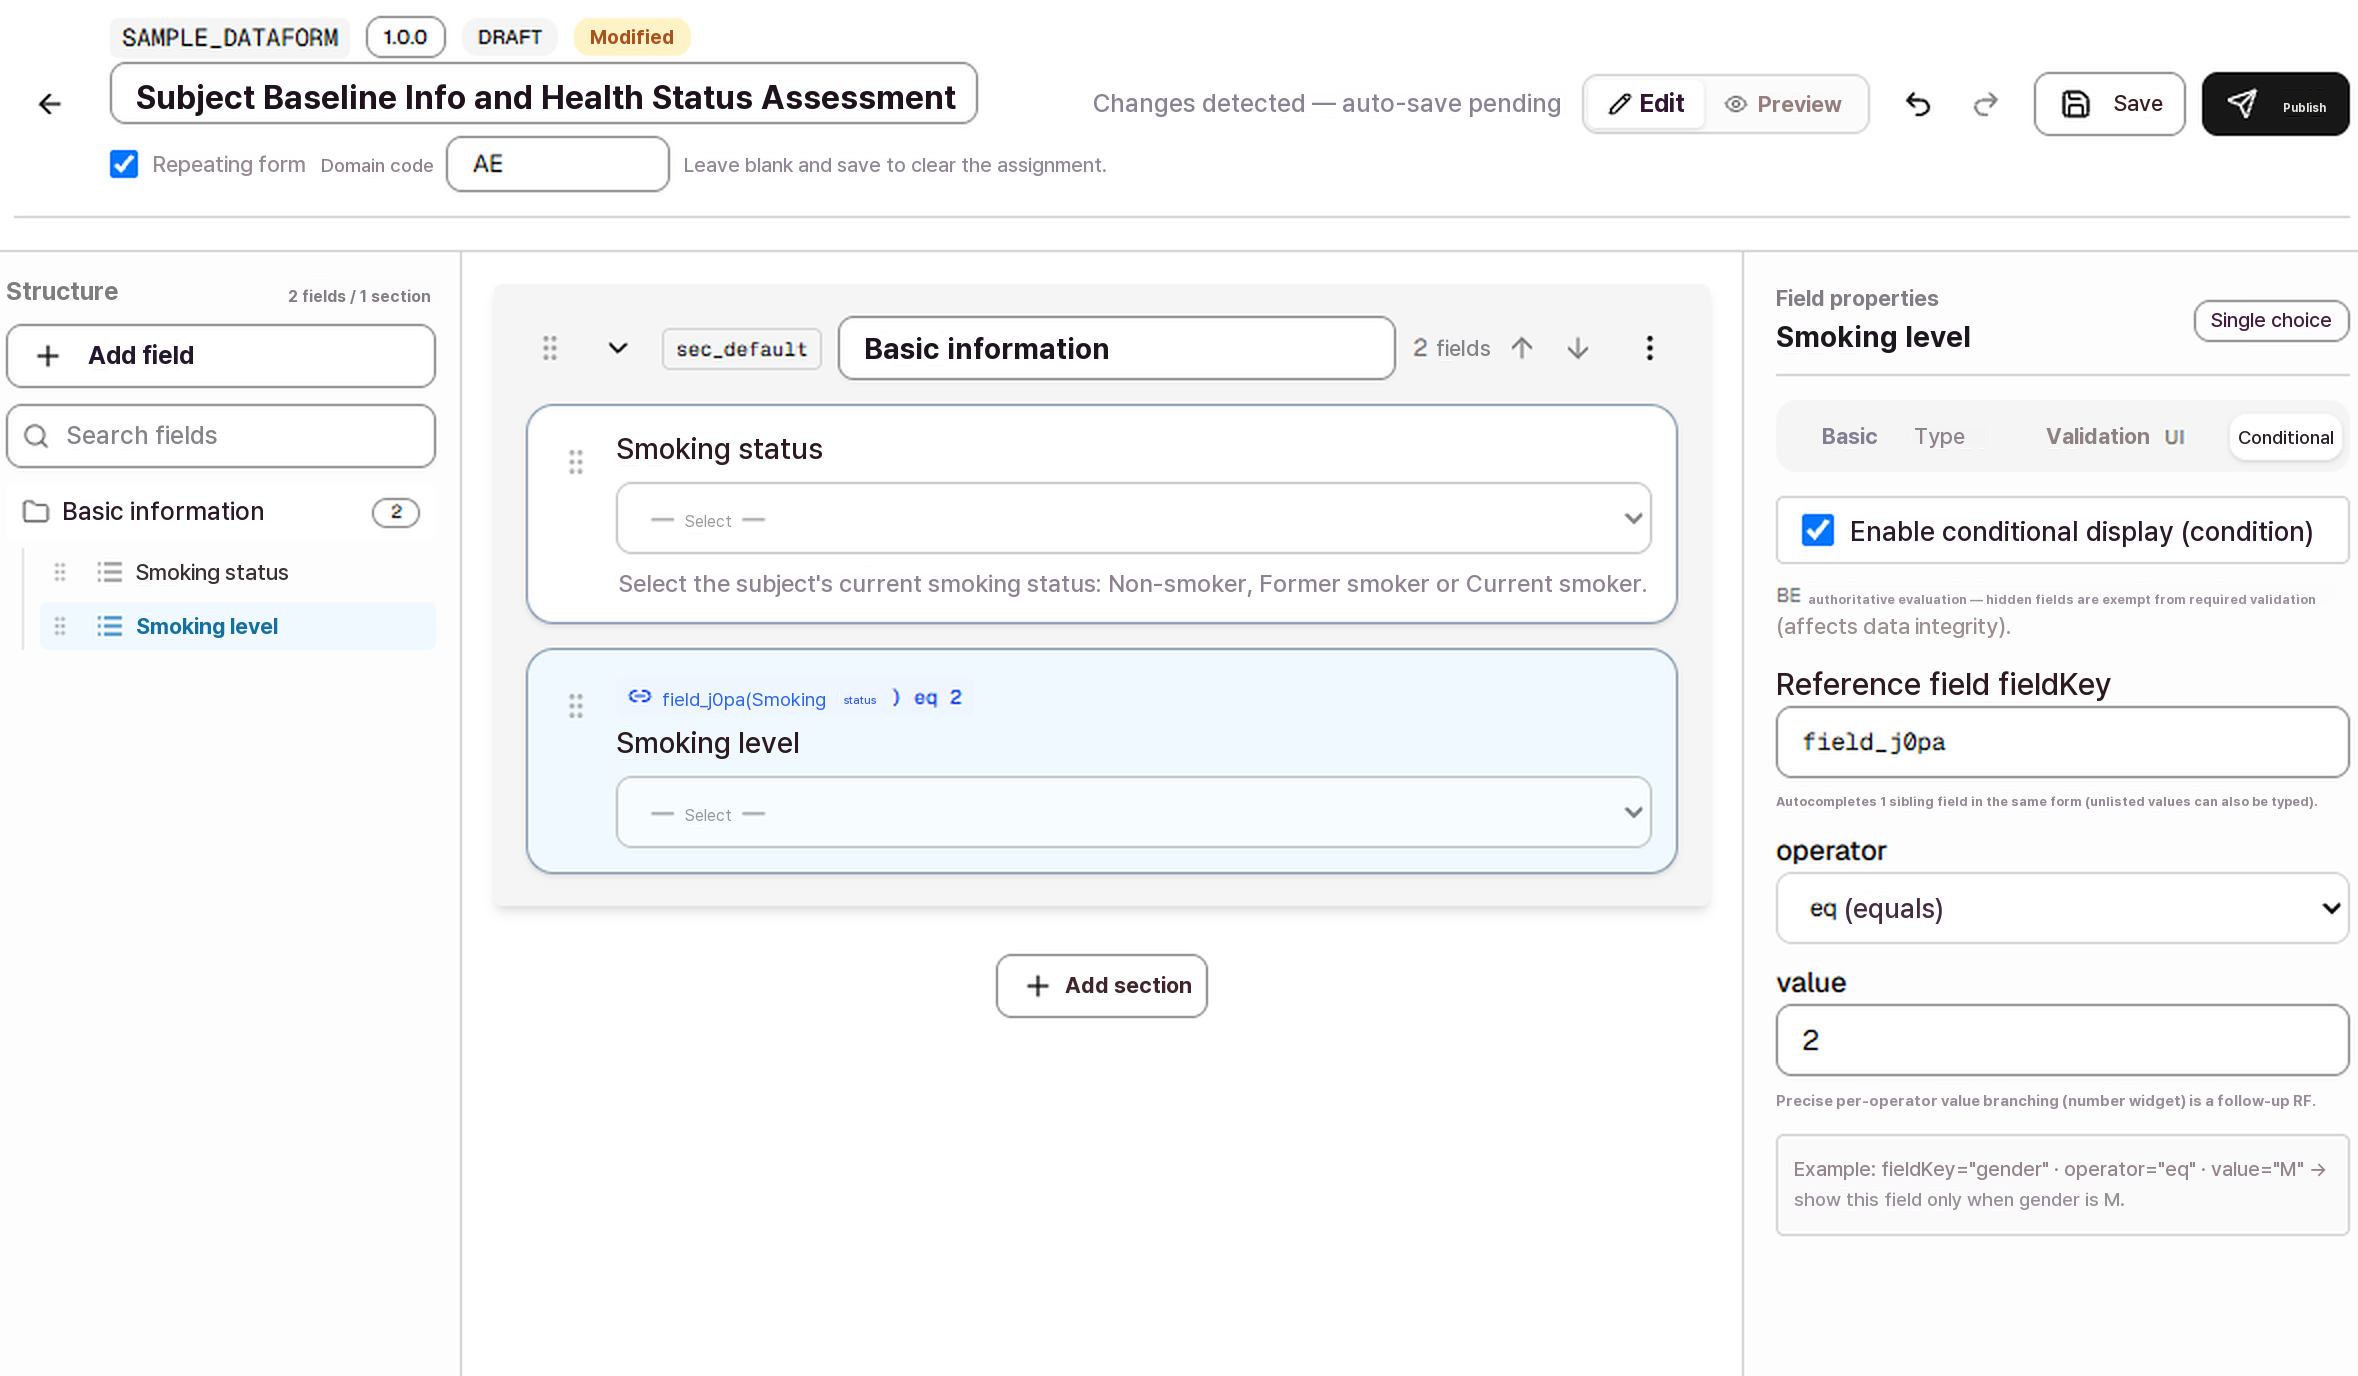 SAMPLE_DATAFORM 1.0.0 DRAFT Modified
Subject Baseline Info and Health Status Assessment
Changes detected — auto-save pending Edit Preview Save Publish
Repeating form Domain code AE Leave blank and save to clear the assignment.
Structure 2 fields / 1 section
Add field
Search fields
Basic information 2
Smoking status
Smoking level
sec_default Basic information 2 fields
Smoking status
— Select —
Select the subject's current smoking status: Non-smoker, Former smoker or Current smoker.
field_j0pa(Smoking status ) eq 2
Smoking level
— Select —
Add section
Field properties
Smoking level Single choice
Basic Type Validation UI Conditional
Enable conditional display (condition)
BE authoritative evaluation — hidden fields are exempt from required validation
(affects data integrity).
Reference field fieldKey
field_j0pa
Autocompletes 1 sibling field in the same form (unlisted values can also be typed).
operator
eq (equals)
value
2
Precise per-operator value branching (number widget) is a follow-up RF.
Example: fieldKey="gender" · operator="eq" · value="M" →
show this field only when gender is M.